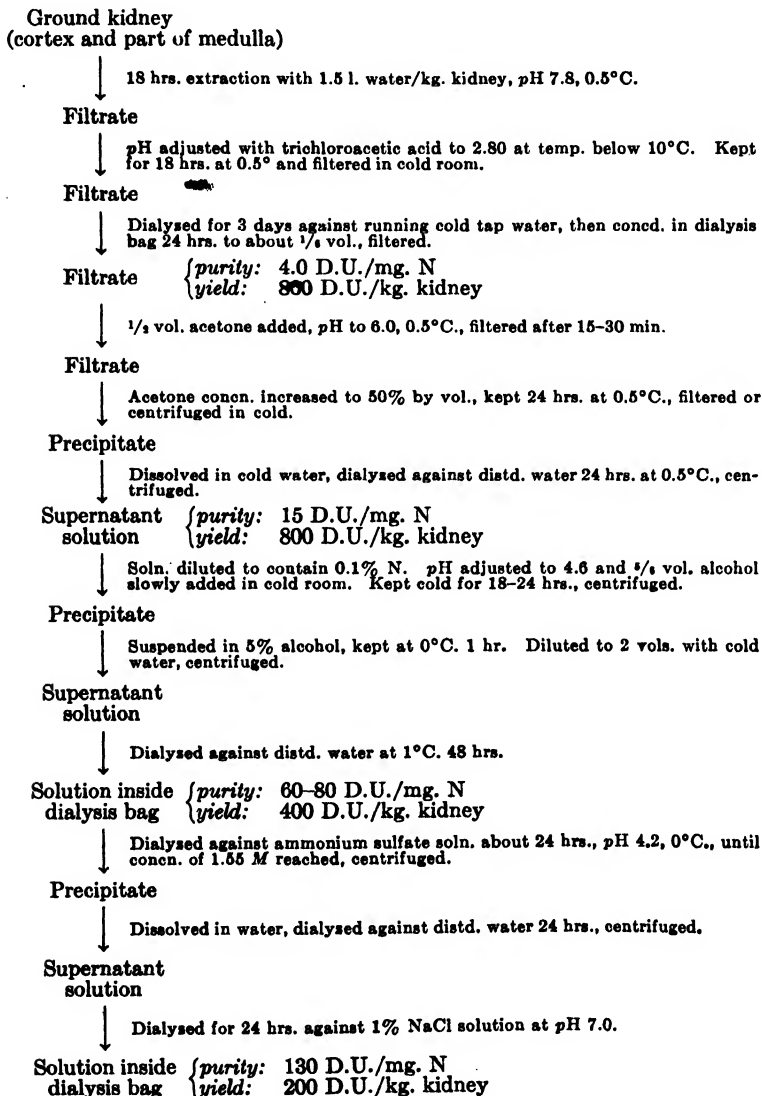 Ground kidney
(cortex and part of medulla)
18 hrs. extraction with 1.5 l. water/kg. kidney, pH 7.8, 0.5°C.
Filtrate
pH adjusted with trichloroacetic acid to 2.80 at temp. below 10°C. Kept
for 18 hrs. at 0.5° and filtered in cold room.
Filtrate
Dialyzed for 3 days against running cold tap water, then concd. in dialysis
bag 24 hrs. to about vol., filtered.
Filtrate {purity: 4.0 D.U./mg. N
yield: D.U./kg. kidney
vol. acetone added, pH to 6.0, 0.5°C., filtered after 15-30 min.
Filtrate
Acetone concn. increased to 50% by vol., kept 24 hrs. at 0.5°C., filtered or
centrifuged in cold.
Precipitate
Dissolved in cold water, dialyzed against distd. water 24 hrs. at 0.5°C., cen-
trifuged.
Supernatant {purity: 15 D.U./mg. N
solution yield: 800 D.U./kg. kidney
Soln. diluted to contain 0.1% N. pH adjusted to 4.6 and vol. alcohol
slowly added in cold room. Kept cold for 18-24 hrs., centrifuged.
Precipitate
Suspended in 5% alcohol, kept at 0°C. 1 hr. Diluted to 2 vols. with cold
water, centrifuged.
Supernatant
solution
Dialyzed against distd. water at 1°C. 48 hrs.
Solution inside {purity: 60-80 D.U./mg. N
dialysis bag yield: 400 D.U./kg. kidney
Dialyzed against ammonium sulfate soln. about 24 hrs., pH 4.2, 0°C., until
concn. of 1.55 M reached, centrifuged.
Precipitate
Dissolved in water, dialyzed against distd. water 24 hrs., centrifuged.
Supernatant
solution
Dialyzed for 24 hrs. against 1% NaCl solution at pH 7.0.
Solution inside {purity: 130 D.U./mg. N
dialysis bag yield: 200 D.U./kg. kidney